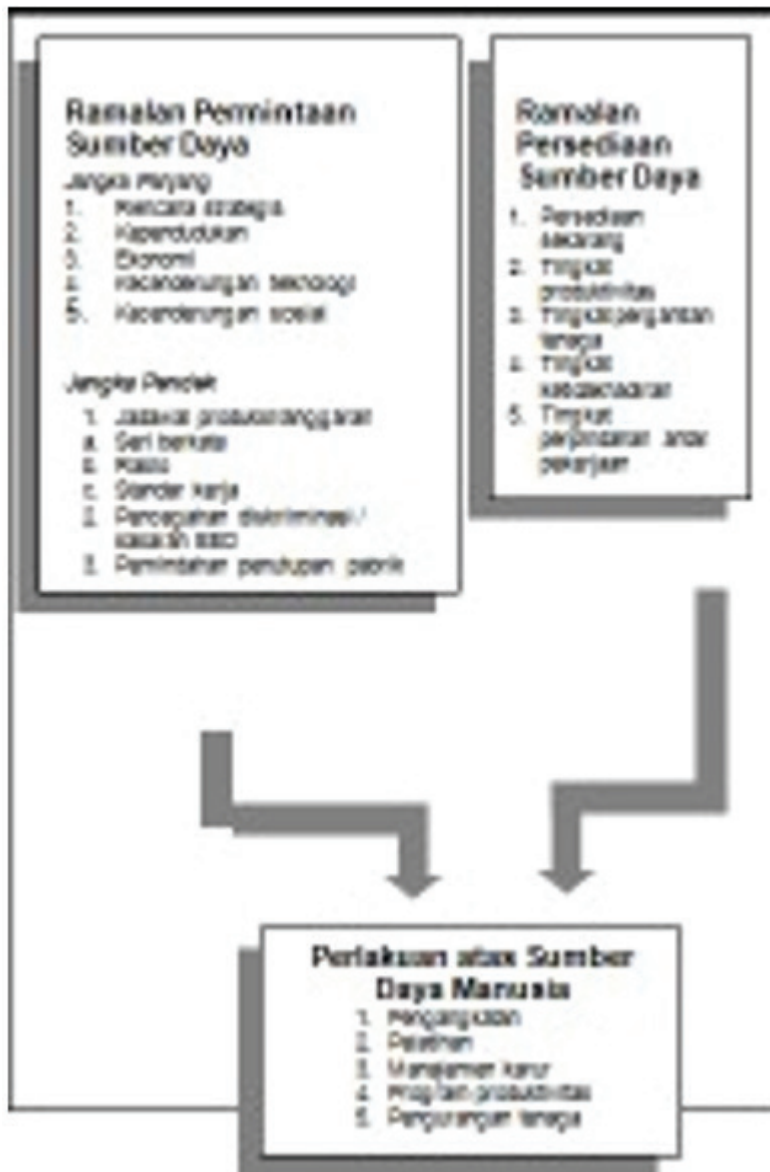 Ramalan Permintaan
Sumber Daya
Jangka Panjang
1. Rencana strategis
2. Kependudukan
3. Ekonomi
4. Kecenderungan teknologi
5. Kecenderungan sosial
Jangka Pendek
1. produksi/anggaran
a. Seri berkala
b. Rasio
c. Standar kerja
2. Pencegahan diskriminasi/
3. Pemindahan penutupan pabrik
Ramalan
Persediaan
Sumber Daya
1. Persediaan
sekarang
2. Tingkat
produktivitas
3. Tingkat pergantian
tenaga
4. Tingkat
ketidakhadiran
5. Tingkat
perpindahan antar
pekerjaan
Perlakuan atas Sumber
Daya Manusia
1. Pengangkatan
2. Pelatihan
3. Manajemen karir
4. Program produktivitas
5. Pengurangan tenaga